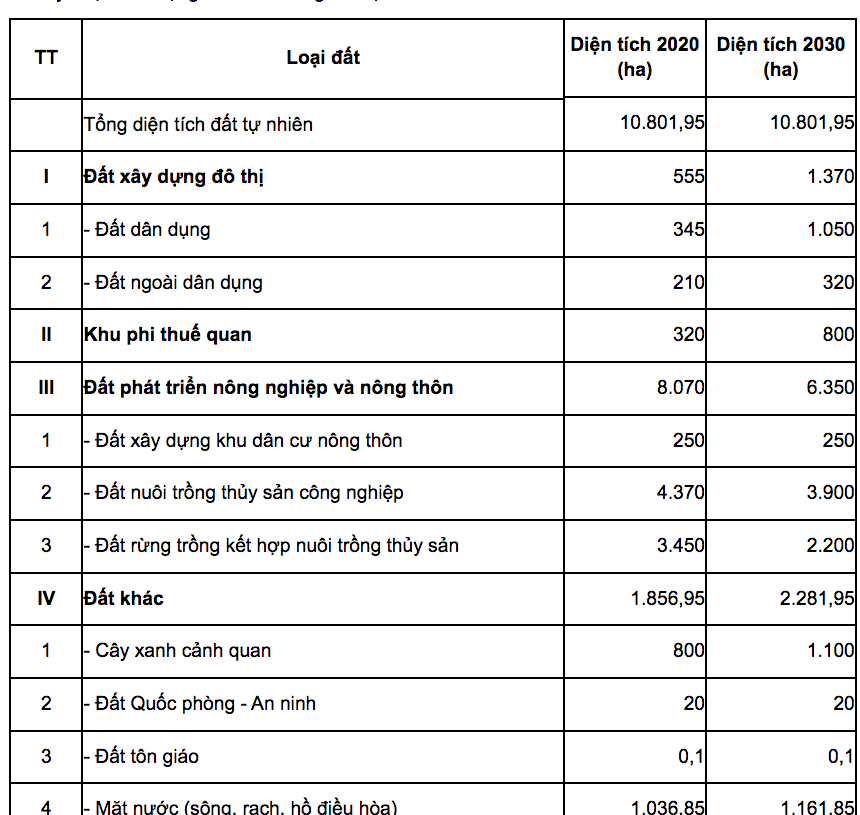 TT Loại đất Diện tích 2020 (ha) Diện tích 2030 (ha)
Tổng diện tích đất tự nhiên 10.801,95 10.801,95
I Đất xây dựng đô thị 555 1.370
1 - Đất dân dụng 345 1.050
2 - Đất ngoài dân dụng 210 320
II Khu phi thuế quan 320 800
III Đất phát triển nông nghiệp và nông thôn 8.070 6.350
1 - Đất xây dựng khu dân cư nông thôn 250 250
2 - Đất nuôi trồng thủy sản công nghiệp 4.370 3.900
3 - Đất rừng trồng kết hợp nuôi trồng thủy sản 3.450 2.200
IV Đất khác 1.856,95 2.281,95
1 - Cây xanh cảnh quan 800 1.100
2 - Đất Quốc phòng - An ninh 20 20
3 - Đất tôn giáo 0,1 0,1
4 - Mặt nước (sông, rạch, hồ điều hòa) 1.036,85 1.161,85